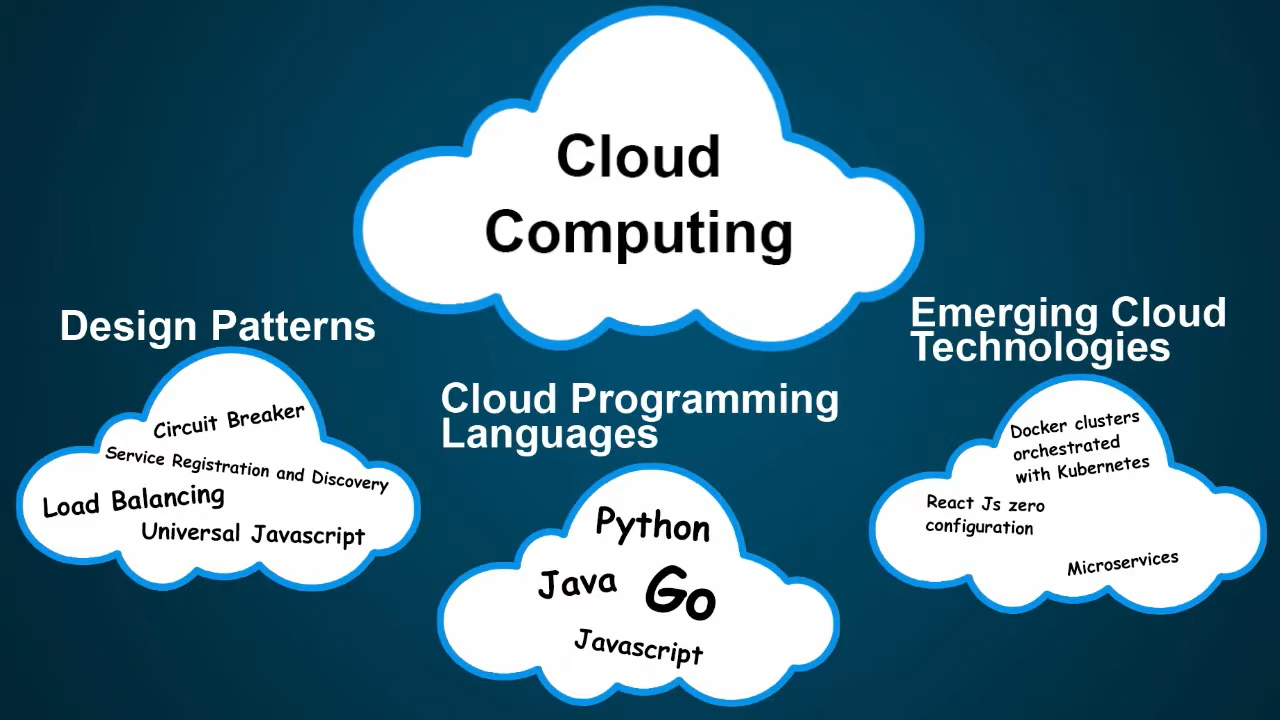 Cloud
Computing
Design Patterns
Circuit Breaker
Service Registration and Discovery
Load Balancing
Universal Javascript
Cloud Programming
Languages
Python
Java Go
Javascript
Emerging Cloud
Technologies
Docker clusters
orchestrated
with Kubernetes
React Js zero
configuration
Microservices